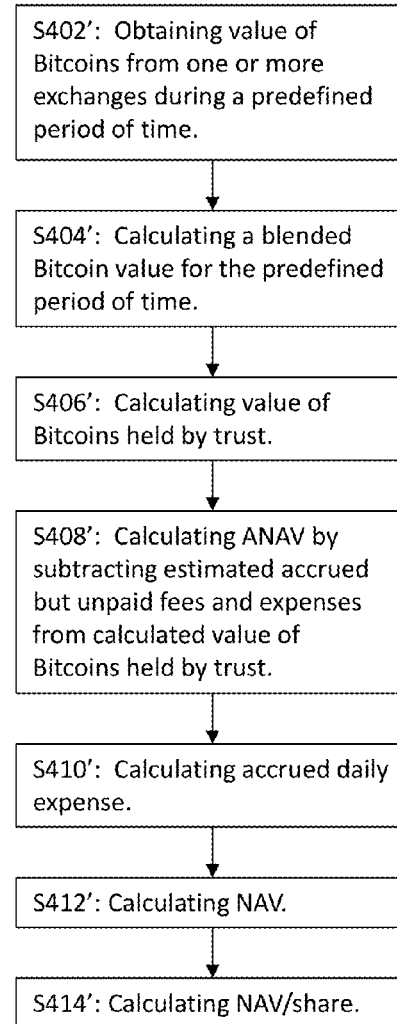 S402′: Obtaining value of
Bitcoins from one or more
exchanges during a predefined
period of time.
S404′: Calculating a blended
Bitcoin value for the predefined
period of time.
S406′: Calculating value of
Bitcoins held by trust.
S408′: Calculating ANAV by
subtracting estimated accrued
but unpaid fees and expenses
from calculated value of
Bitcoins held by trust.
S410′: Calculating accrued daily
expense.
S412′: Calculating NAV.
S414′: Calculating NAV/share.